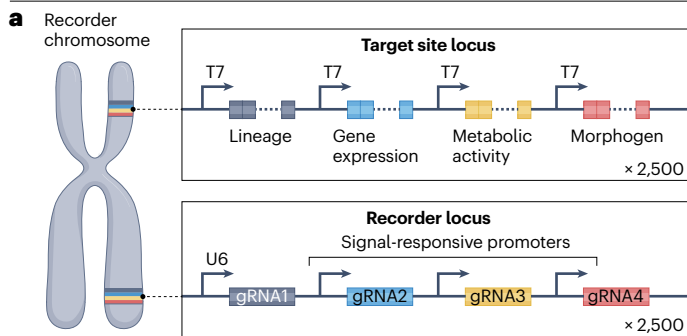 a Recorder
chromosome
Target site locus
T7 T7 T7 T7
Lineage Gene Metabolic Morphogen
expression activity
× 2,500
Recorder locus
Signal-responsive promoters
U6
gRNA1 gRNA2 gRNA3 gRNA4
× 2,500